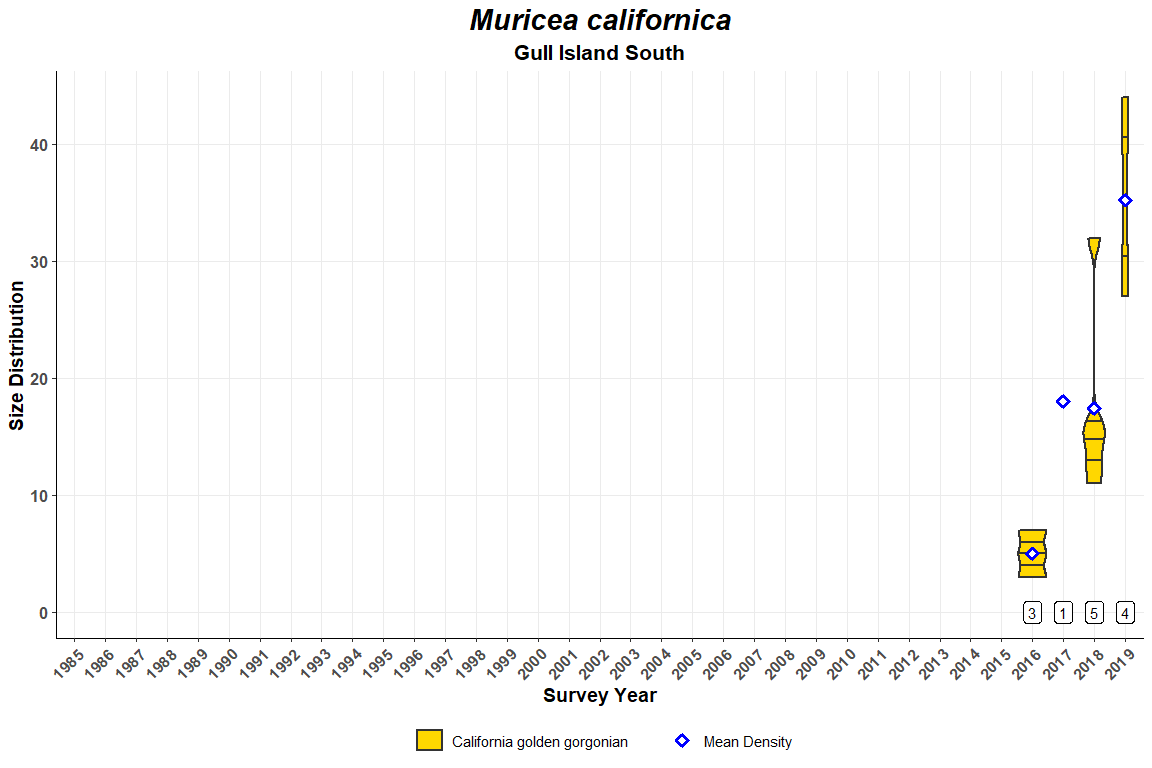 Muricea californica
Gull Island South
Size Distribution
40
30
20
10
0
3 1 5 4
1985 1986 1987 1988 1989 1990 1991 1992 1993 1994 1995 1996 1997 1998 1999 2000 2001 2002 2003 2004 2005 2006 2007 2008 2009 2010 2011 2012 2013 2014 2015 2016 2017 2018 2019
Survey Year
California golden gorgonian Mean Density